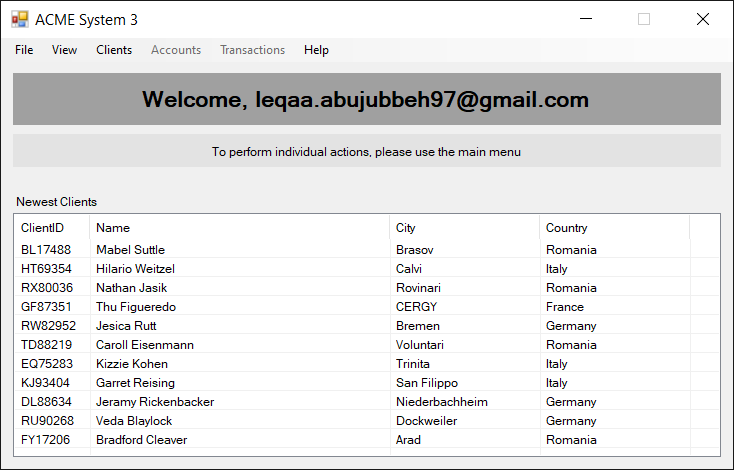 ACME System 3
File View Clients Accounts Transactions Help
Welcome, leqaa.abujubbeh97@gmail.com
To perform individual actions, please use the main menu
Newest Clients
ClientID Name City Country
BL17488 Mabel Suttle Brasov Romania
HT69354 Hilario Weitzel Calvi Italy
RX80036 Nathan Jasik Rovinari Romania
GF87351 Thu Figueredo CERGY France
RW82952 Jesica Rutt Bremen Germany
TD88219 Caroll Eisenmann Voluntari Romania
EQ75283 Kizzie Kohen Trinita Italy
KJ93404 Garret Reising San Filippo Italy
DL88634 Jeramy Rickenbacker Niederbachheim Germany
RU90268 Veda Blaylock Dockweiler Germany
FY17206 Bradford Cleaver Arad Romania